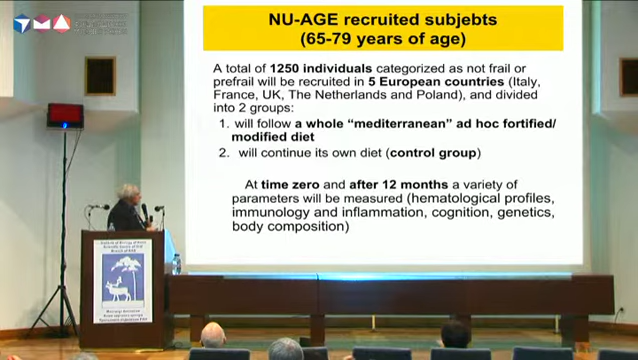 NU-AGE recruited subjebts
(65-79 years of age)
A total of 1250 individuals categorized as not frail or
prefrail will be recruited in 5 European countries (Italy,
France, UK, The Netherlands and Poland), and divided
into 2 groups:
1. will follow a whole "mediterranean" ad hoc fortified/
modified diet
2. will continue its own diet (control group)
At time zero and after 12 months a variety of
parameters will be measured (hematological profiles,
immunology and inflammation, cognition, genetics,
body composition)